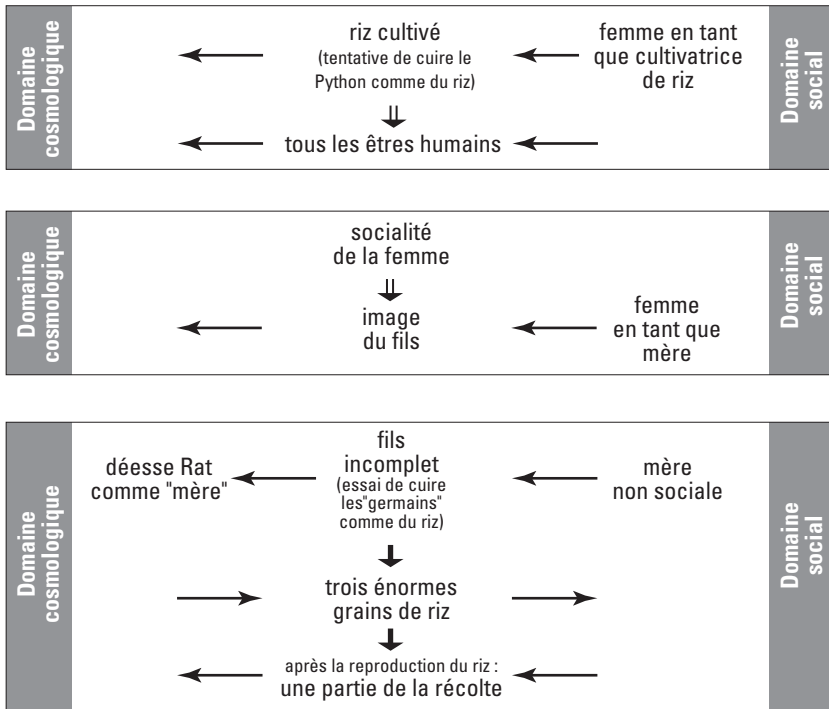 Domaine
cosmologique
riz cultivé
(tentative de cuire le
Python comme du riz)
tous les êtres humains
femme en tant
que cultivatrice
de riz
Domaine
social
Domaine
cosmologique
socialité
de la femme
image
du fils
femme
en tant que
mère
Domaine
social
Domaine
cosmologique
déesse Rat
comme "mère"
fils
incomplet
(essai de cuire
les"germains"
comme du riz)
mère
non sociale
trois énormes
grains de riz
après la reproduction du riz :
une partie de la récolte
Domaine
social